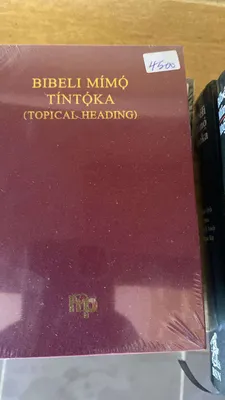 4500
BIBELI MÍMỌ́
TÍNTỌ́KA
(TOPICAL HEADING)